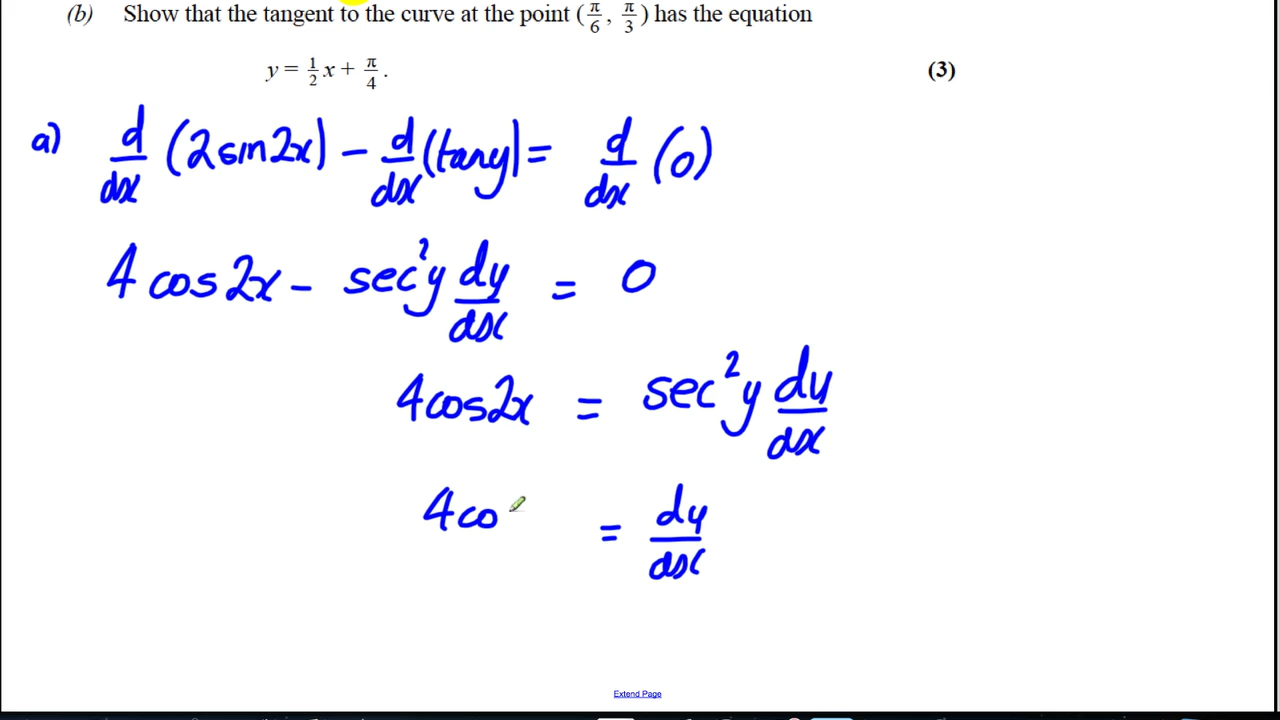 (b) Show that the tangent to the curve at the point (π/6, π/3) has the equation
y = 1/2 x + π/4 . (3)
a) d/dx (2sin2x) - d/dx (tany) = d/dx (0)
4cos2x - sec²y dy/dx = 0
4cos2x = sec²y dy/dx
4co = dy/dx
Extend Page